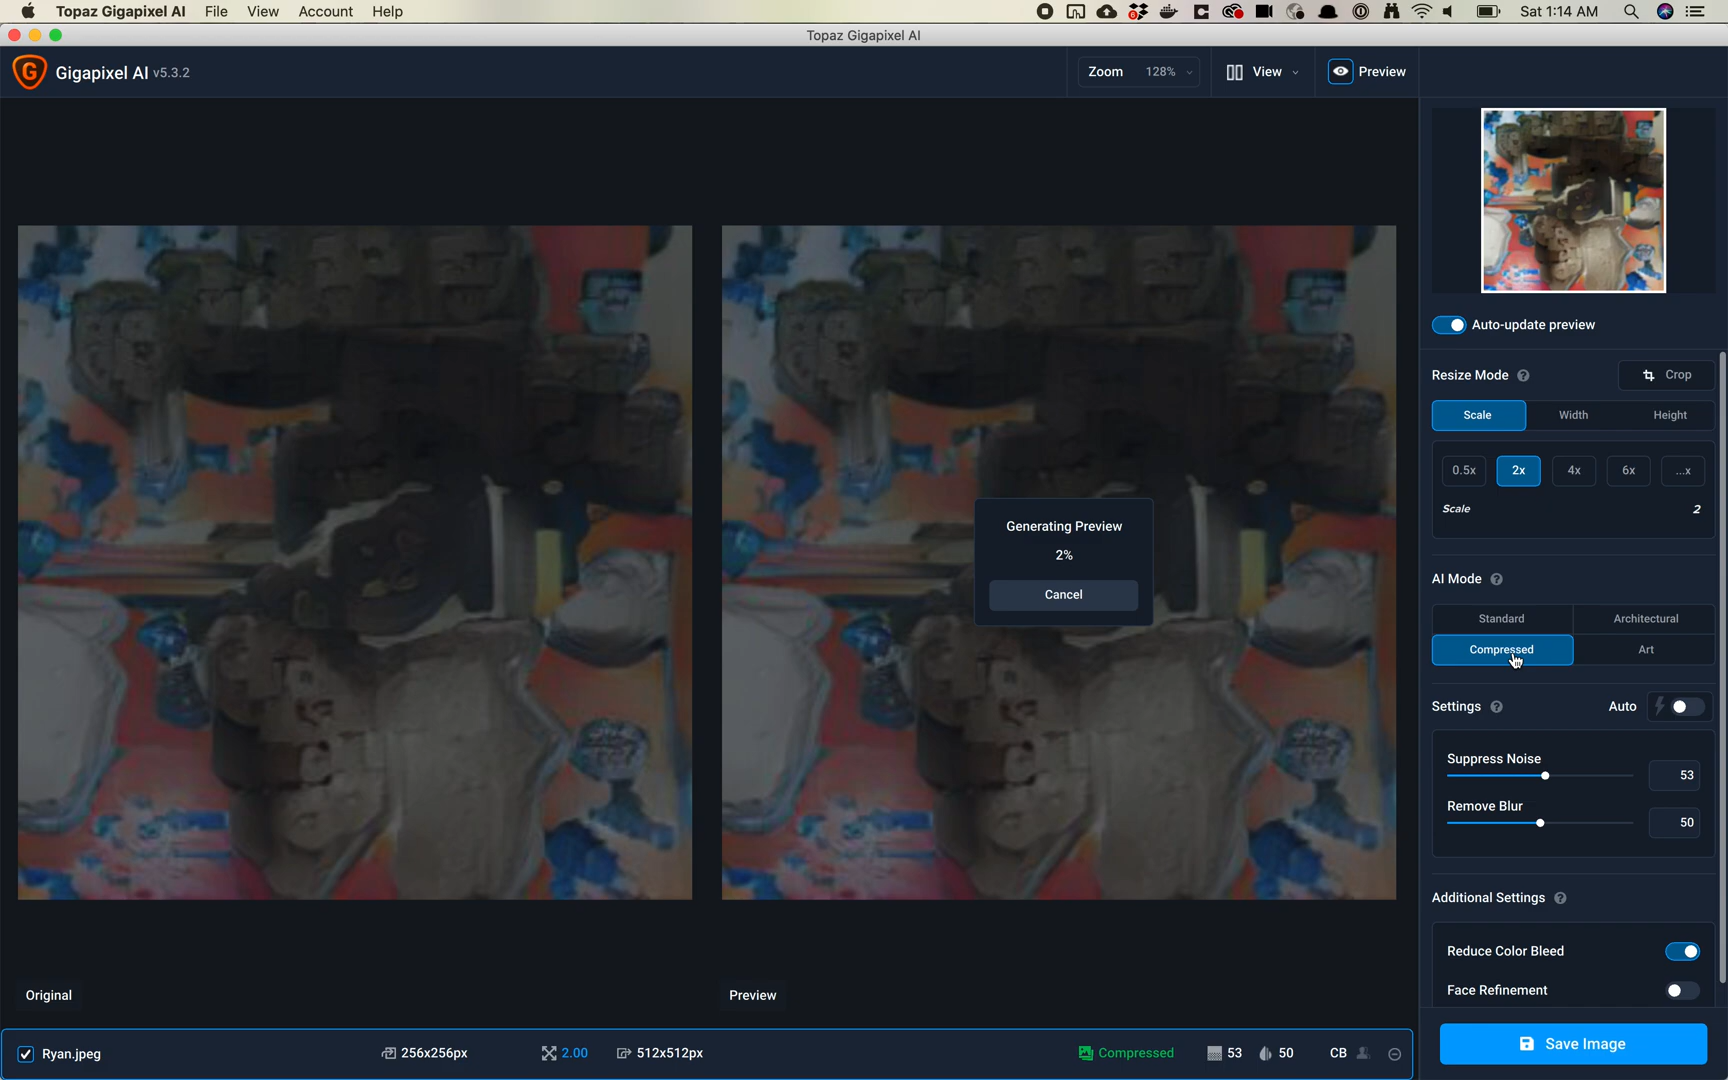 Topaz Gigapixel AI File View Account Help Sat 1:14 AM
Topaz Gigapixel AI
Gigapixel AI v5.3.2
Zoom 128% View Preview
Auto-update preview
Resize Mode Crop
Scale Width Height
0.5x 2x 4x 6x ...x
Scale 2
Generating Preview
2%
Cancel
AI Mode
Standard Architectural
Compressed Art
Settings Auto
Suppress Noise
53
Remove Blur
50
Additional Settings
Reduce Color Bleed
Face Refinement
Original Preview
Ryan.jpeg 256x256px 2.00 512x512px Compressed 53 50 CB
Save Image